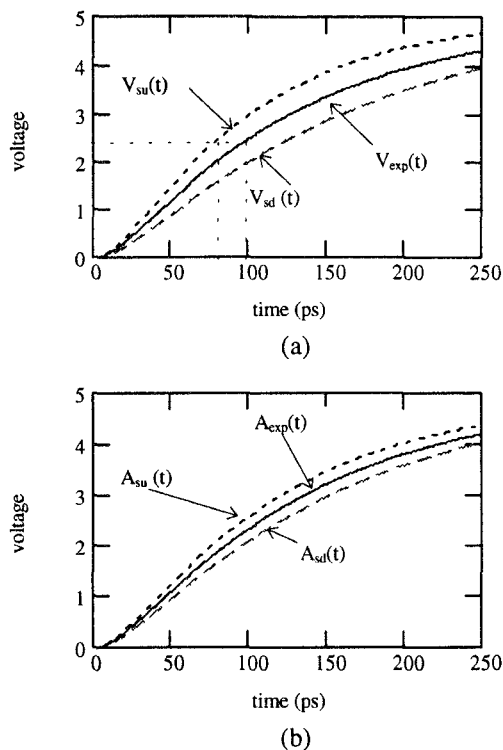 5
4
3
2
1
0
voltage
V_su(t)
V_exp(t)
V_sd (t)
0 50 100 150 200 250
time (ps)
(a)
5
4
3
2
1
0
voltage
A_exp(t)
A_su (t)
A_sd(t)
0 50 100 150 200 250
time (ps)
(b)